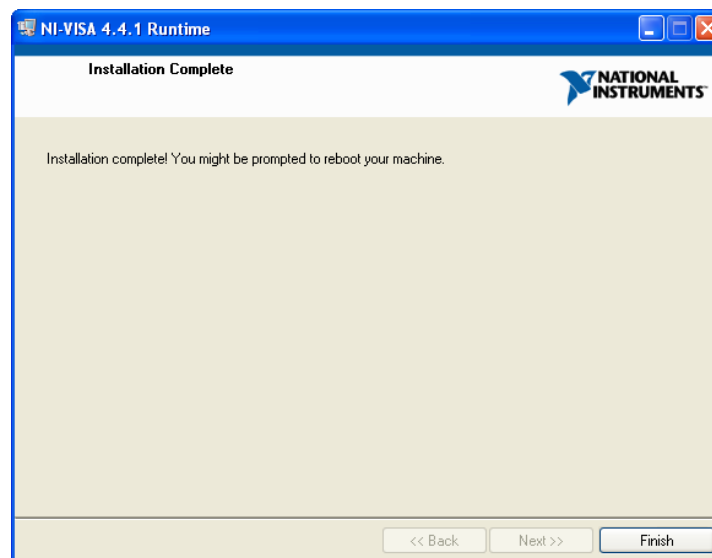 NI-VISA 4.4.1 Runtime
Installation Complete
NATIONAL
INSTRUMENTS™
Installation complete! You might be prompted to reboot your machine.
<< Back Next >> Finish